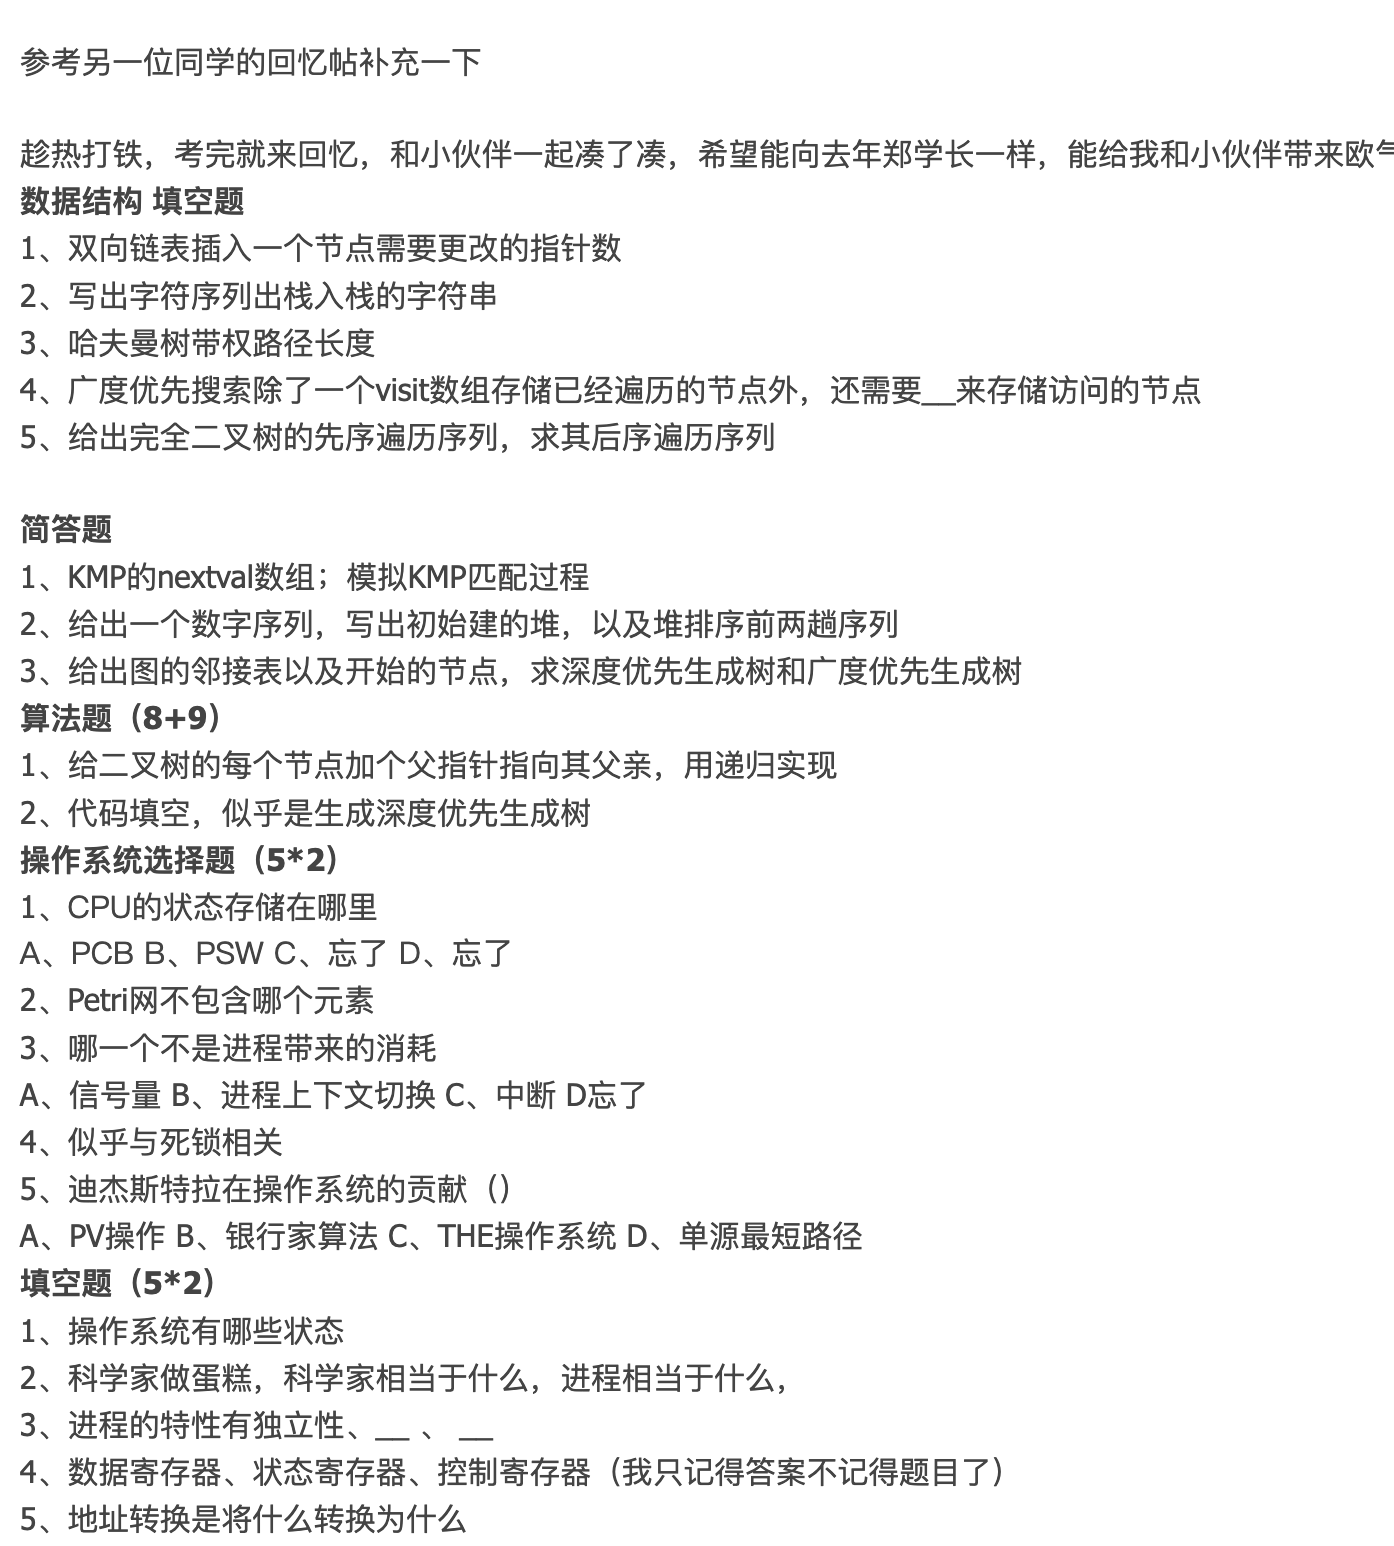 参考另一位同学的回忆帖补充一下
趁热打铁，考完就来回忆，和小伙伴一起凑了凑，希望能向去年郑学长一样，能给我和小伙伴带来欧气
数据结构 填空题
1、双向链表插入一个节点需要更改的指针数
2、写出字符序列出栈入栈的字符串
3、哈夫曼树带权路径长度
4、广度优先搜索除了一个visit数组存储已经遍历的节点外，还需要__来存储访问的节点
5、给出完全二叉树的先序遍历序列，求其后序遍历序列
简答题
1、KMP的nextval数组；模拟KMP匹配过程
2、给出一个数字序列，写出初始建的堆，以及堆排序前两趟序列
3、给出图的邻接表以及开始的节点，求深度优先生成树和广度优先生成树
算法题（8+9）
1、给二叉树的每个节点加个父指针指向其父亲，用递归实现
2、代码填空，似乎是生成深度优先生成树
操作系统选择题（5*2）
1、CPU的状态存储在哪里
A、PCB B、PSW C、忘了 D、忘了
2、Petri网不包含哪个元素
3、哪一个不是进程带来的消耗
A、信号量 B、进程上下文切换 C、中断 D忘了
4、似乎与死锁相关
5、迪杰斯特拉在操作系统的贡献（）
A、PV操作 B、银行家算法 C、THE操作系统 D、单源最短路径
填空题（5*2）
1、操作系统有哪些状态
2、科学家做蛋糕，科学家相当于什么，进程相当于什么，
3、进程的特性有独立性、__ 、 __
4、数据寄存器、状态寄存器、控制寄存器（我只记得答案不记得题目了）
5、地址转换是将什么转换为什么